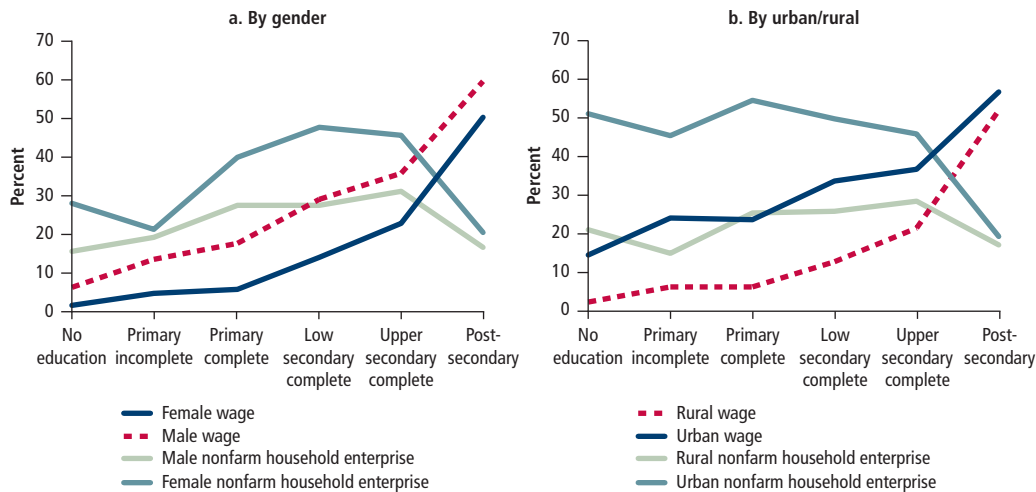 a. By gender
Percent
70
60
50
40
30
20
10
0
No education
Primary incomplete
Primary complete
Low secondary complete
Upper secondary complete
Post-secondary
Female wage
Male wage
Male nonfarm household enterprise
Female nonfarm household enterprise
b. By urban/rural
Percent
70
60
50
40
30
20
10
0
No education
Primary incomplete
Primary complete
Low secondary complete
Upper secondary complete
Post-secondary
Rural wage
Urban wage
Rural nonfarm household enterprise
Urban nonfarm household enterprise